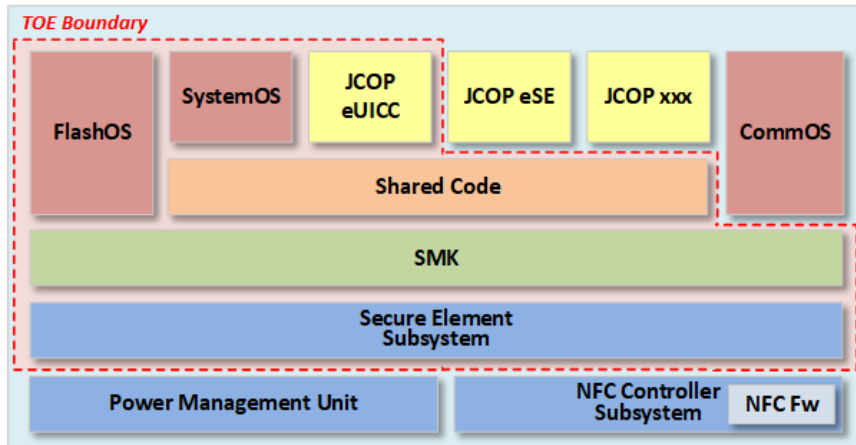 TOE Boundary
FlashOS
SystemOS
JCOP
eUICC
JCOP eSE
JCOP xxx
CommOS
Shared Code
SMK
Secure Element
Subsystem
Power Management Unit
NFC Controller
Subsystem
NFC Fw